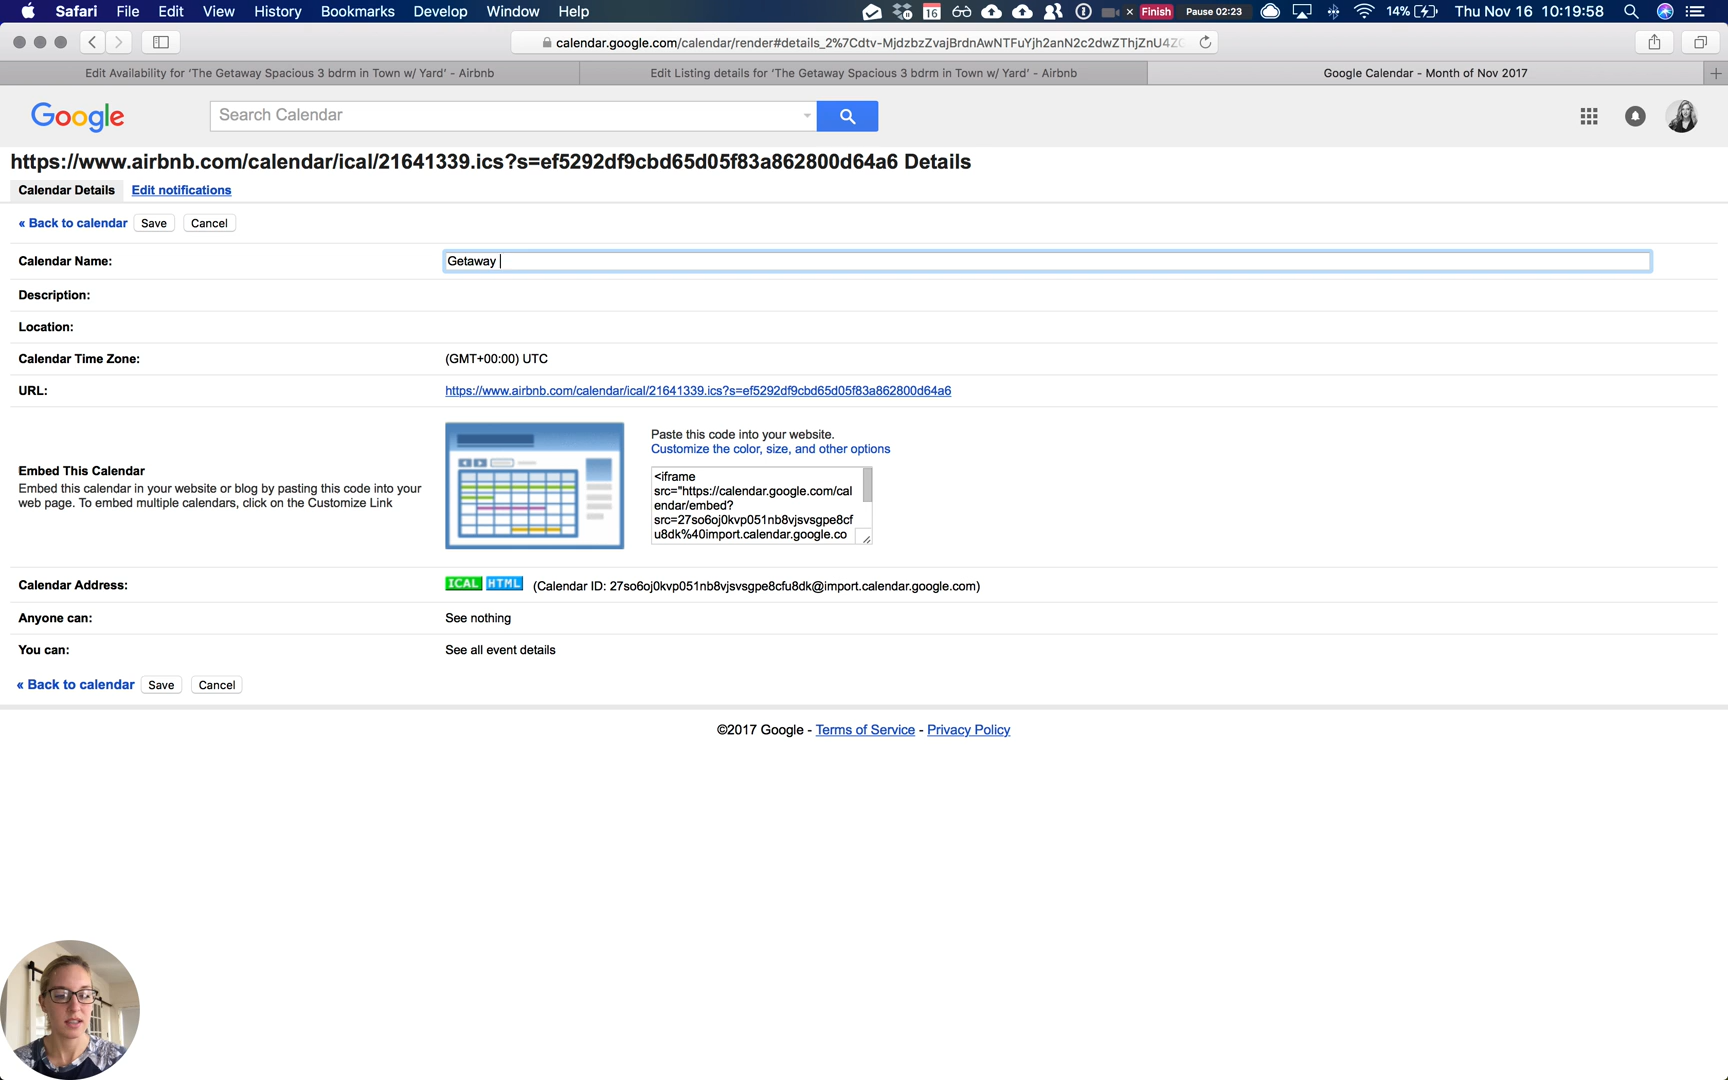 Safari File Edit View History Bookmarks Develop Window Help 16 Finish Pause 02:23 14% Thu Nov 16 10:19:58
calendar.google.com/calendar/render#details_2%7Cdtv-MjdzbzZvajBrdnAwNTFuYjh2anN2c2dwZThjZnU4ZG
Edit Availability for ‘The Getaway Spacious 3 bdrm in Town w/ Yard’ - Airbnb
Edit Listing details for ‘The Getaway Spacious 3 bdrm in Town w/ Yard’ - Airbnb
Google Calendar - Month of Nov 2017
Google
Search Calendar
https://www.airbnb.com/calendar/ical/21641339.ics?s=ef5292df9cbd65d05f83a862800d64a6 Details
Calendar Details Edit notifications
« Back to calendar Save Cancel
Calendar Name: Getaway
Description:
Location:
Calendar Time Zone: (GMT+00:00) UTC
URL: https://www.airbnb.com/calendar/ical/21641339.ics?s=ef5292df9cbd65d05f83a862800d64a6
Embed This Calendar
Embed this calendar in your website or blog by pasting this code into your
web page. To embed multiple calendars, click on the Customize Link
Paste this code into your website.
Customize the color, size, and other options
<iframe
src="https://calendar.google.com/cal
endar/embed?
src=27so6oj0kvp051nb8vjsvsgpe8cf
u8dk%40import.calendar.google.co
Calendar Address: ICAL HTML (Calendar ID: 27so6oj0kvp051nb8vjsvsgpe8cfu8dk@import.calendar.google.com)
Anyone can: See nothing
You can: See all event details
« Back to calendar Save Cancel
©2017 Google - Terms of Service - Privacy Policy